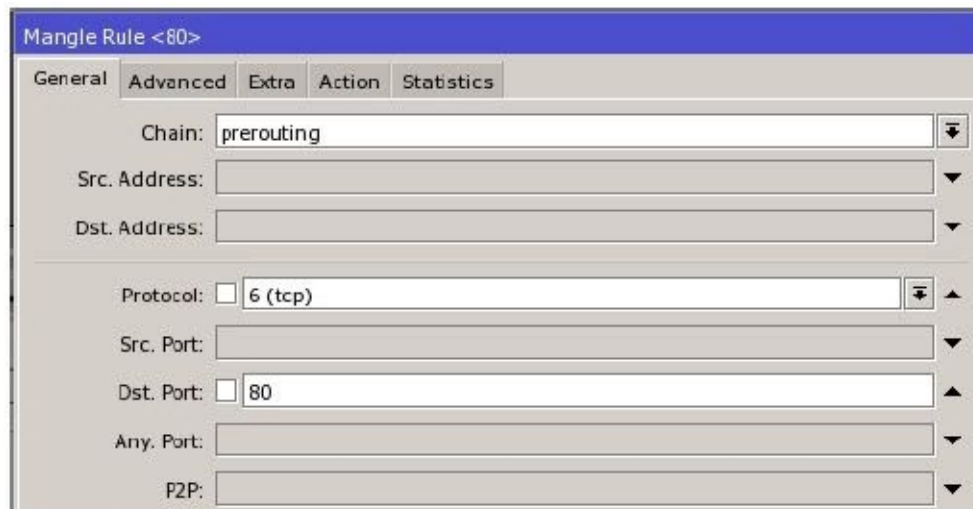 Mangle Rule <80>
General Advanced Extra Action Statistics
Chain: prerouting
Src. Address:
Dst. Address:
Protocol: 6 (tcp)
Src. Port:
Dst. Port: 80
Any. Port:
P2P: